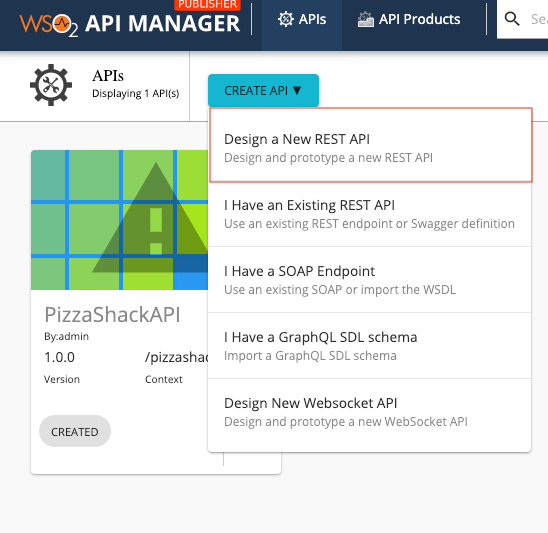 PUBLISHER
WSO2 API MANAGER
APIs
API Products
Sea
APIs
Displaying 1 API(s)
CREATE API ▼
Design a New REST API
Design and prototype a new REST API
I Have an Existing REST API
Use an existing REST endpoint or Swagger definition
I Have a SOAP Endpoint
Use an existing SOAP or import the WSDL
I Have a GraphQL SDL schema
Import a GraphQL SDL schema
Design New Websocket API
Design and prototype a new WebSocket API
PizzaShackAPI
By:admin
1.0.0
/pizzashac
Version
Context
CREATED